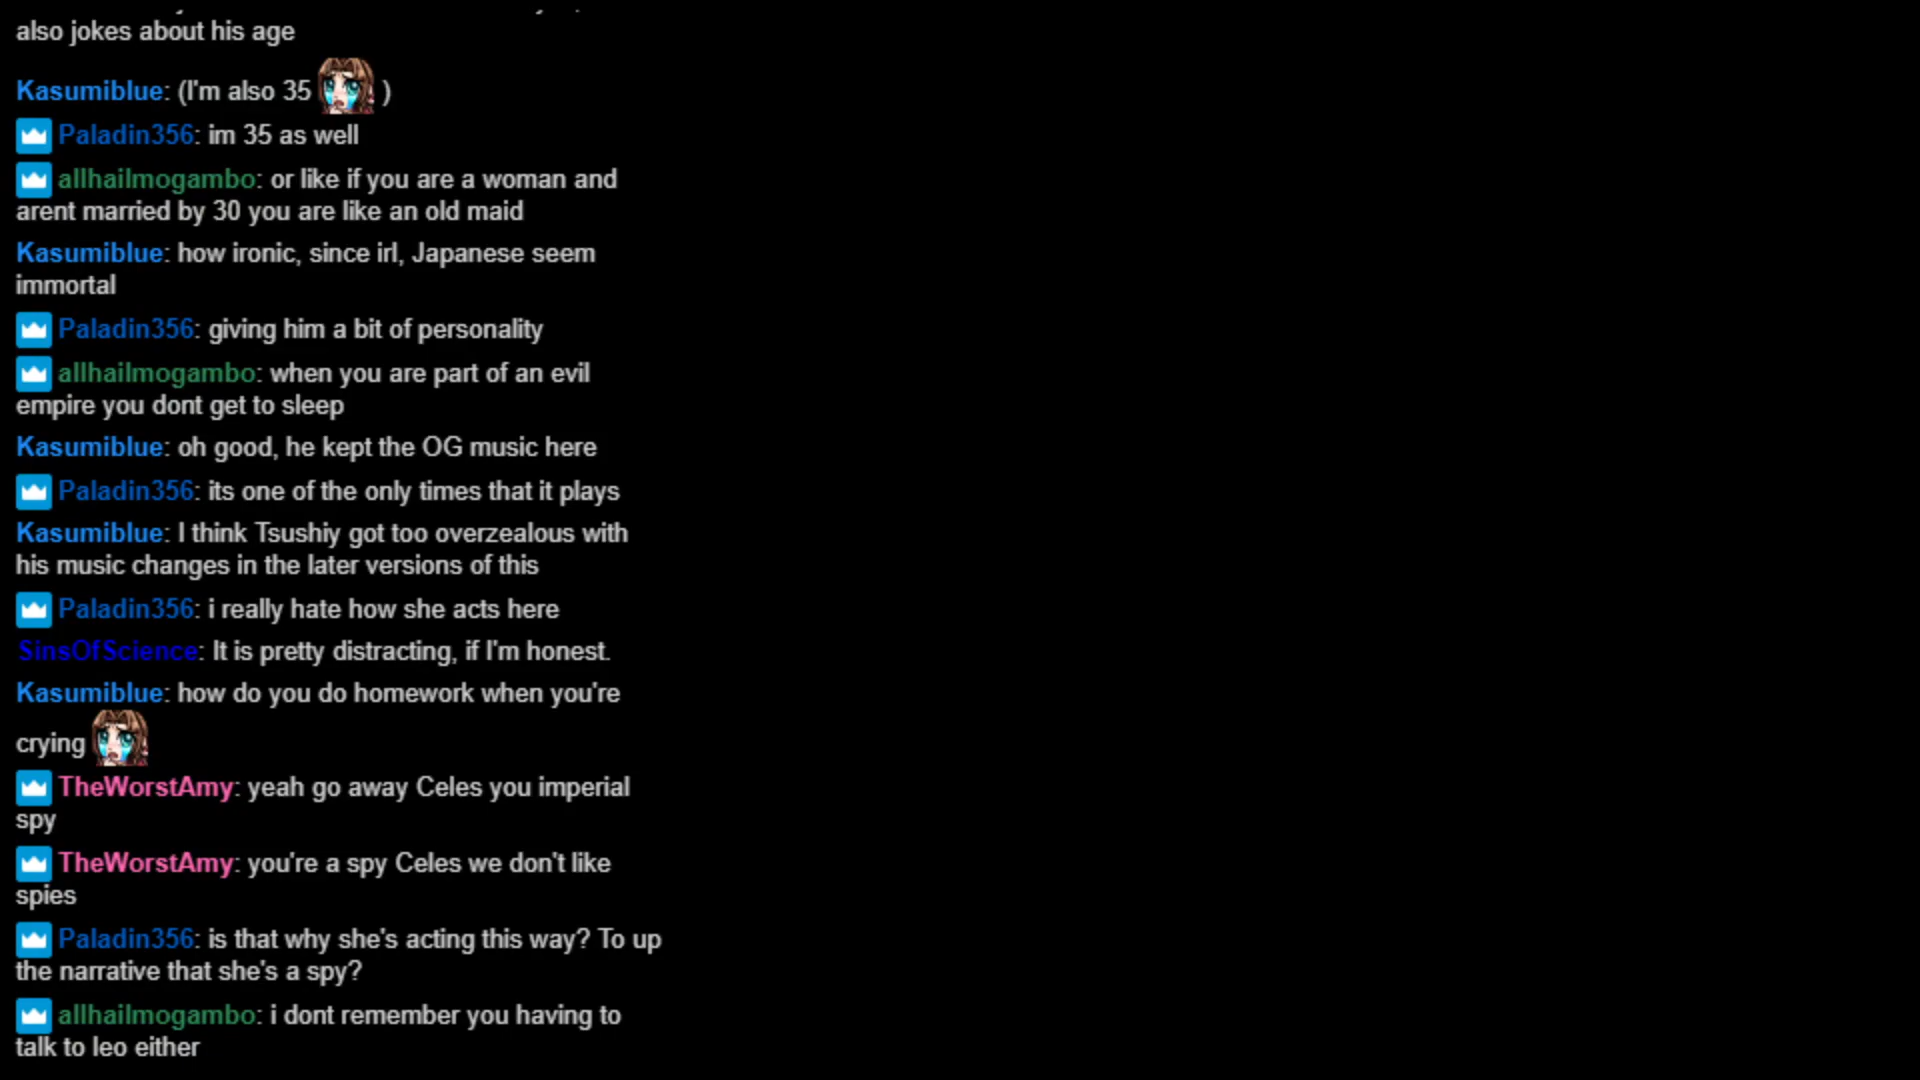 also jokes about his age
Kasumiblue: (I'm also 35 )
Paladin356: im 35 as well
allhailmogambo: or like if you are a woman and
arent married by 30 you are like an old maid
Kasumiblue: how ironic, since irl, Japanese seem
immortal
Paladin356: giving him a bit of personality
allhailmogambo: when you are part of an evil
empire you dont get to sleep
Kasumiblue: oh good, he kept the OG music here
Paladin356: its one of the only times that it plays
Kasumiblue: I think Tsushiy got too overzealous with
his music changes in the later versions of this
Paladin356: i really hate how she acts here
SinsOfScience: It is pretty distracting, if I'm honest.
Kasumiblue: how do you do homework when you're
crying
TheWorstAmy: yeah go away Celes you imperial
spy
TheWorstAmy: you're a spy Celes we don't like
spies
Paladin356: is that why she's acting this way? To up
the narrative that she's a spy?
allhailmogambo: i dont remember you having to
talk to leo either